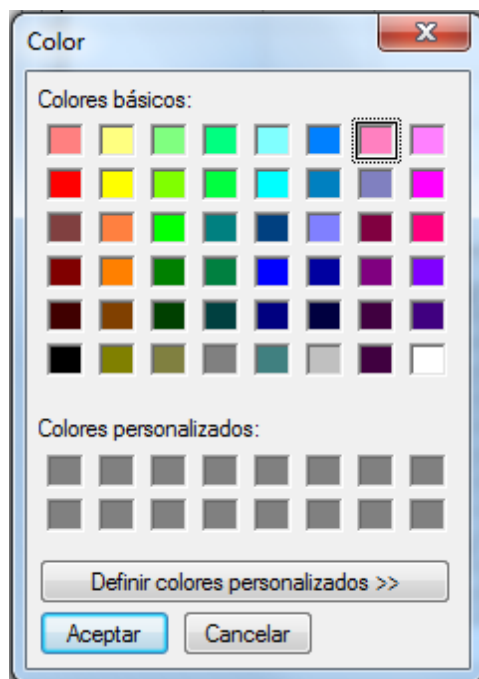 Color
Colores básicos:
Colores personalizados:
Definir colores personalizados >>
Aceptar
Cancelar